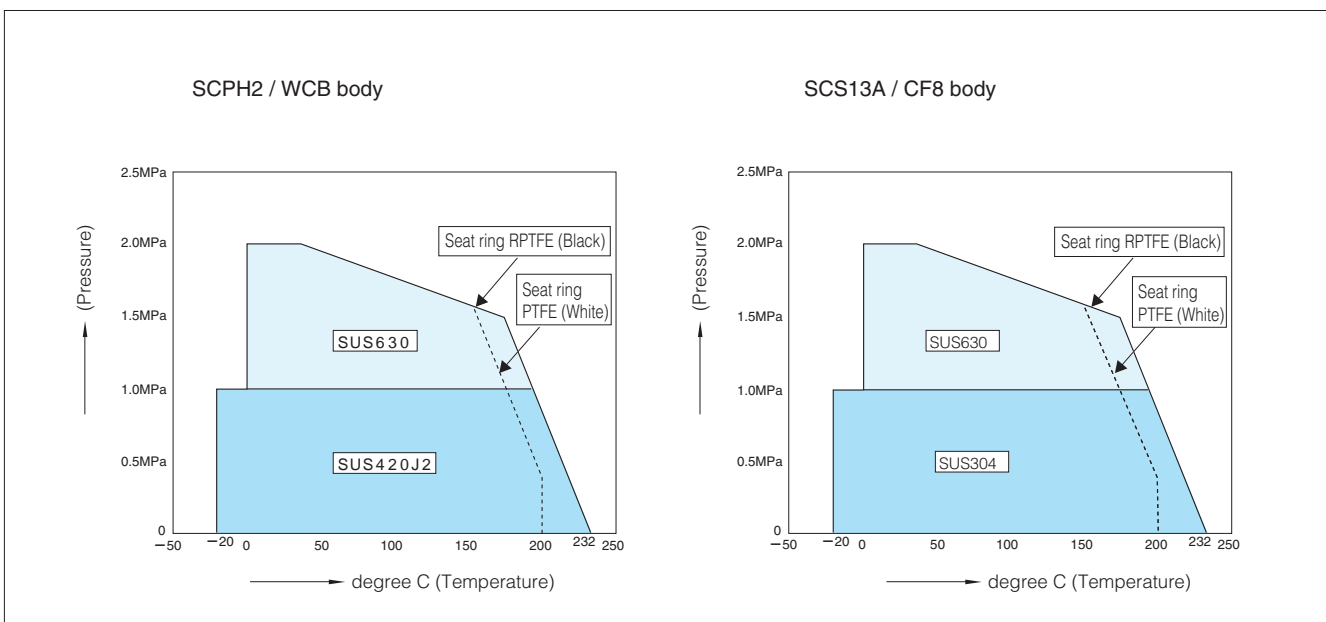 SCPH2 / WCB body
2.5MPa
2.0MPa
1.5MPa
1.0MPa
0.5MPa
0
(Pressure)
Seat ring RPTFE (Black)
Seat ring
PTFE (White)
SUS630
SUS420J2
−50
−20
0
50
100
150
200
232
250
degree C (Temperature)
SCS13A / CF8 body
2.5MPa
2.0MPa
1.5MPa
1.0MPa
0.5MPa
0
(Pressure)
Seat ring RPTFE (Black)
Seat ring
PTFE (White)
SUS630
SUS304
−50
−20
0
50
100
150
200
232
250
degree C (Temperature)